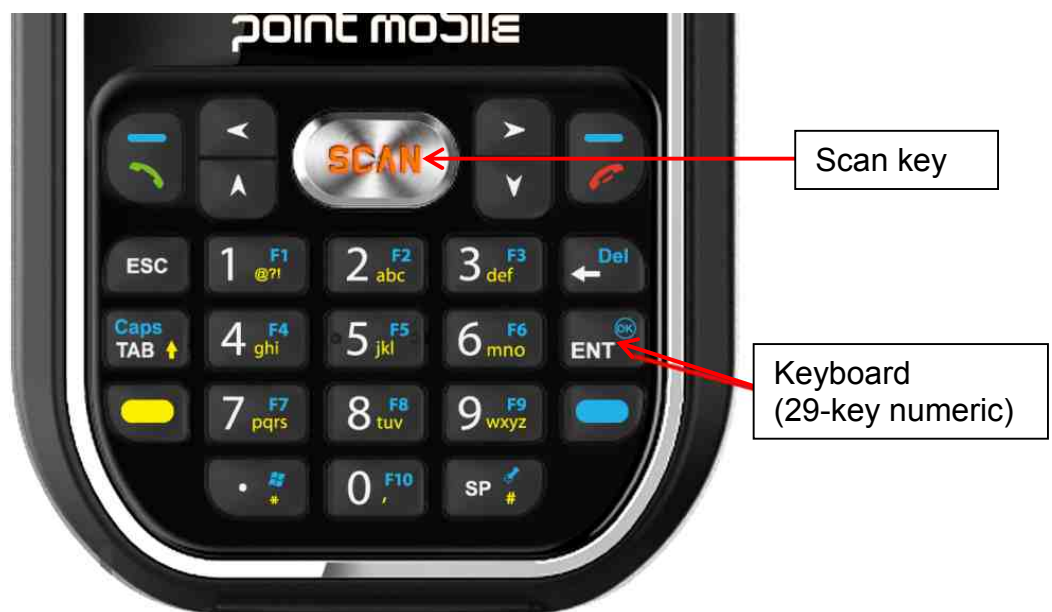 point mobile
SCAN
Scan key
ESC
1 F1 @?!
2 F2 abc
3 F3 def
Del
Caps
TAB
4 F4 ghi
5 F5 jkl
6 F6 mno
ENT OK
Keyboard
(29-key numeric)
7 F7 pqrs
8 F8 tuv
9 F9 wxyz
. *
0 F10 ,
SP #